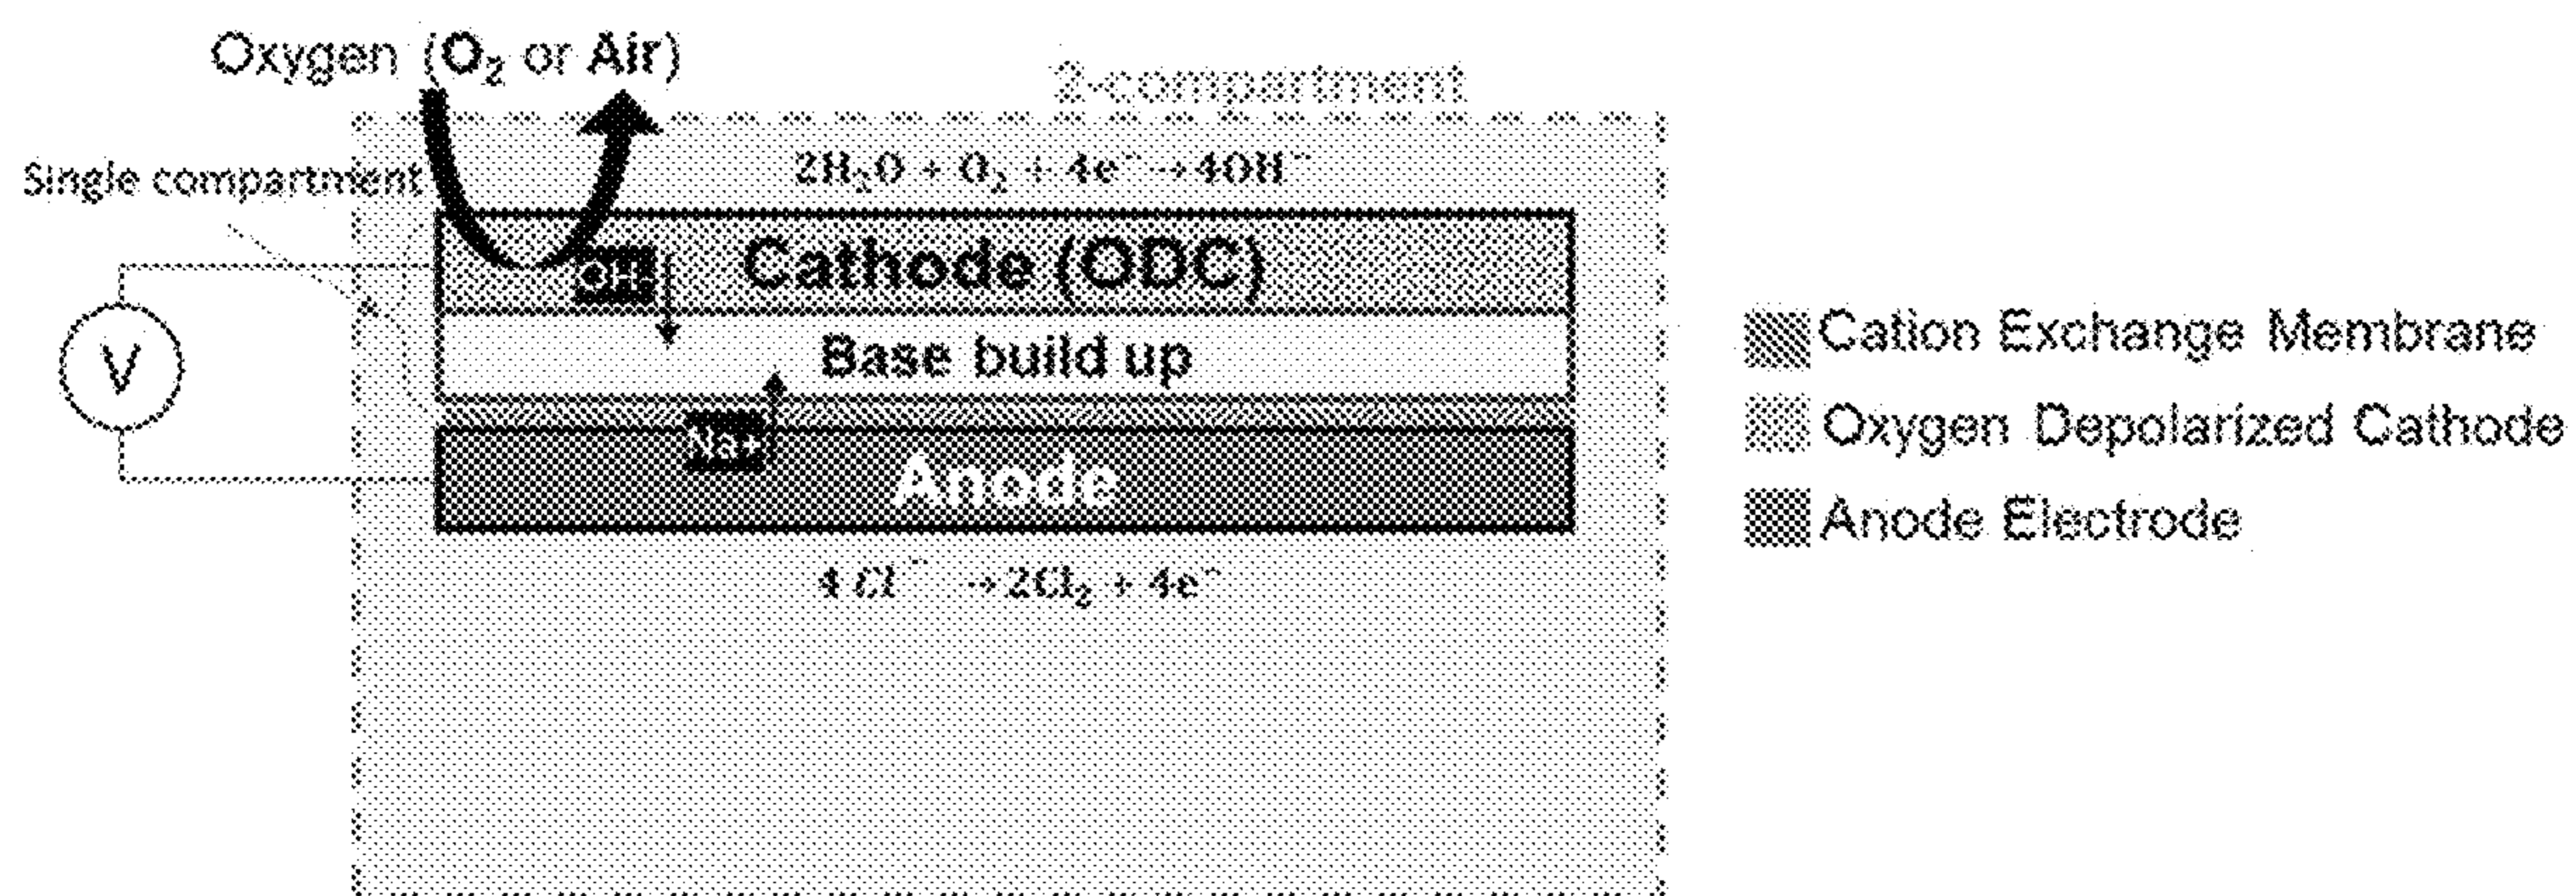 Oxygen (O₂ or Air)
2-compartment
Single compartment
2H₂O + O₂ + 4e⁻ → 4OH⁻
OH-
Cathode (ODC)
V
Base build up
Na+
Anode
4 Cl⁻ → 2Cl₂ + 4e⁻
Cation Exchange Membrane
Oxygen Depolarized Cathode
Anode Electrode